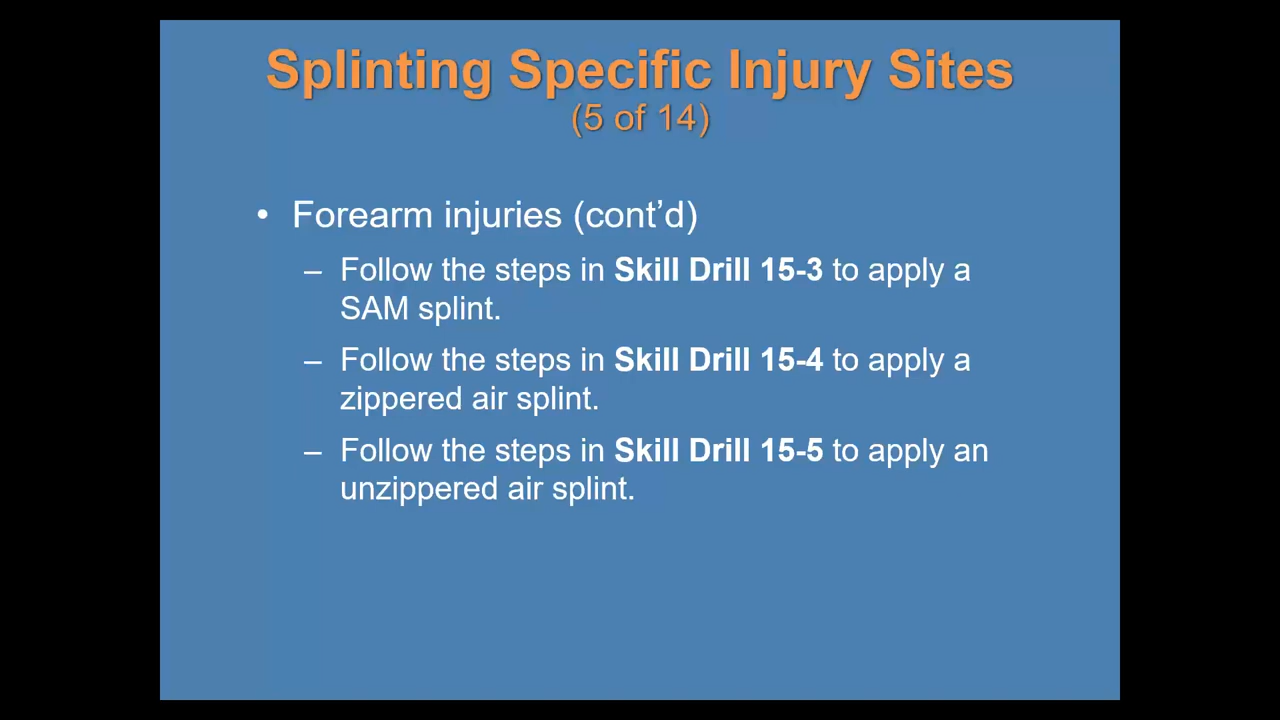 Splinting Specific Injury Sites
(5 of 14)
• Forearm injuries (cont’d)
– Follow the steps in Skill Drill 15-3 to apply a
SAM splint.
– Follow the steps in Skill Drill 15-4 to apply a
zippered air splint.
– Follow the steps in Skill Drill 15-5 to apply an
unzippered air splint.